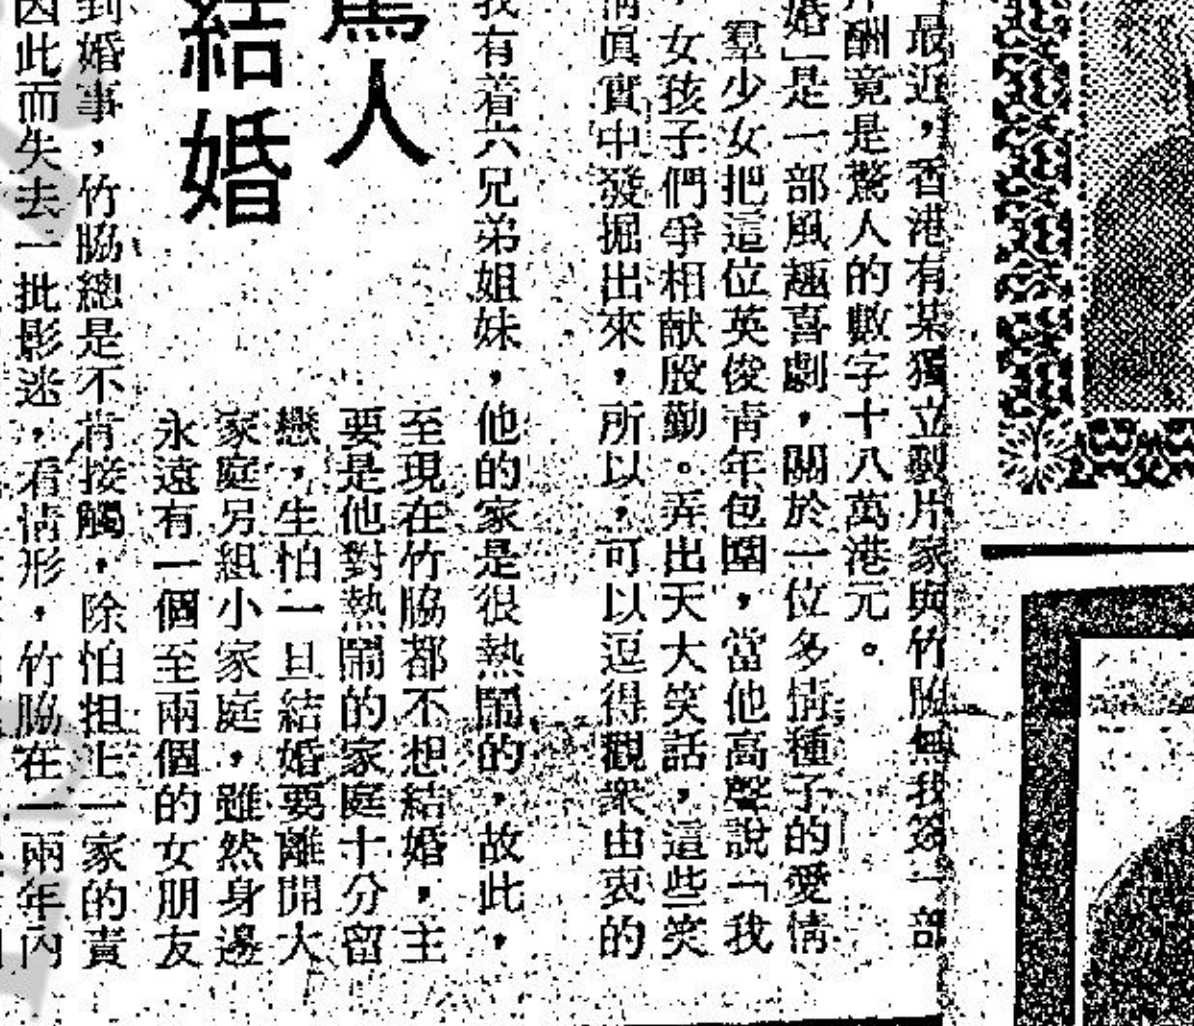 最近，香港有某獨立製片家與竹脇無我簽一部
酬竟是驚人的數字十八萬港元。
婚」是一部風趣喜劇，關於一位多情種子的愛情
羣少女把這位英俊青年包圍，當他高聲說「我
，女孩子們爭相献殷勤。弄出天大笑話，這些笑
情眞實中發掘出來，所以，可以逗得觀衆由衷的
我有着六兄弟姐妹，他的家是很熱鬧的，故此，
驚人
結婚
至現在竹脇都不想結婚，主
要是他對熱鬧的家庭十分留
戀，生怕一旦結婚要離開大
家庭另組小家庭，雖然身邊
永遠有一個至兩個的女朋友
到婚事，竹脇總是不肯接觸，除怕担上一家的責
因此而失去一批影迷，看情形，竹脇在一兩年內